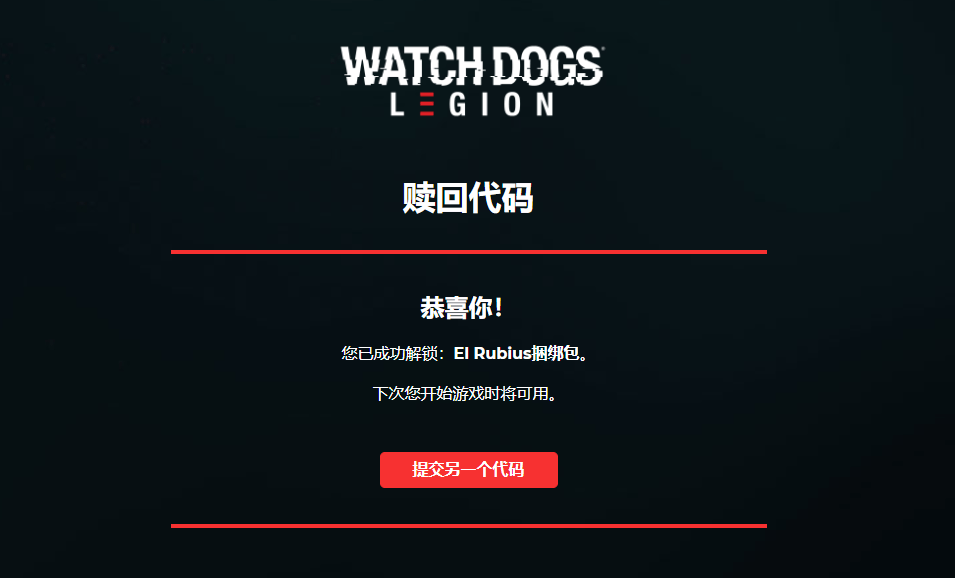 WATCH DOGS
LEGION
赎回代码
恭喜你！
您已成功解锁：El Rubius捆绑包。
下次您开始游戏时将可用。
提交另一个代码